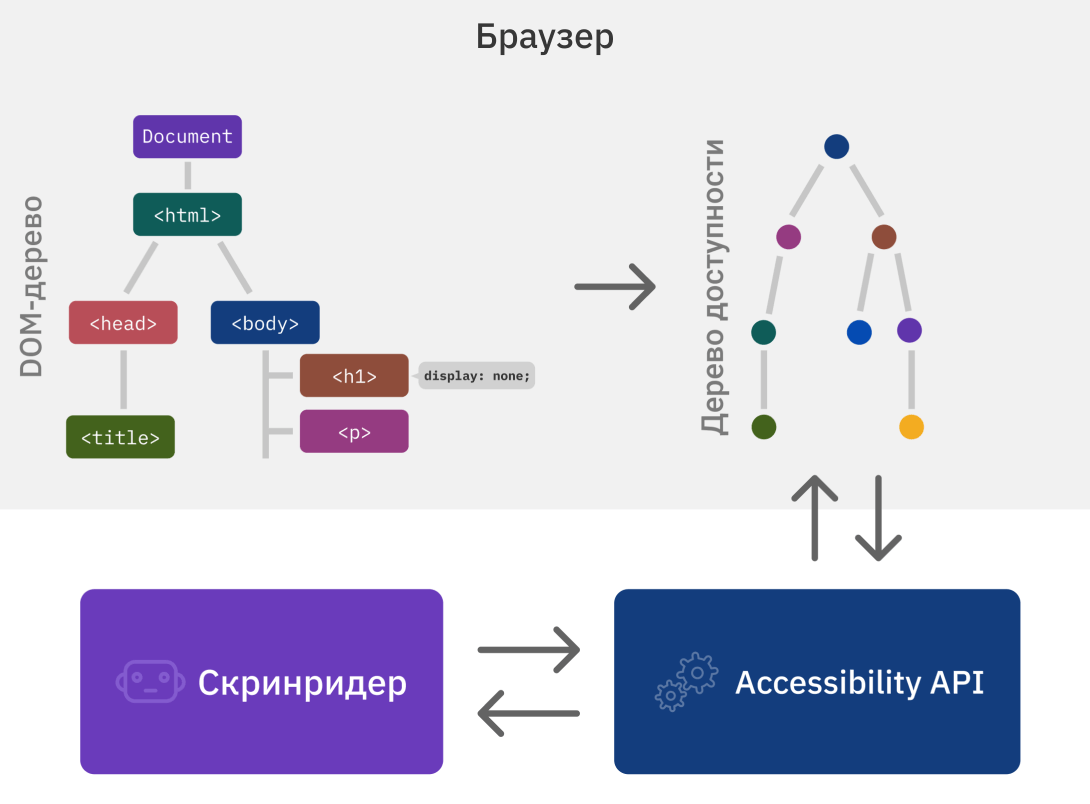 Браузер
DOM-дерево
Document
<html>
<head>
<body>
<h1>
display: none;
<p>
<title>
Дерево доступности
Скринридер
Accessibility API